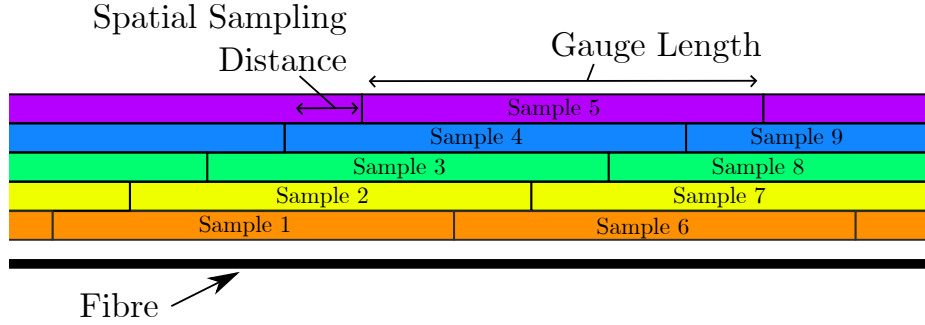 Spatial Sampling
Distance
Gauge Length
Sample 5
Sample 4
Sample 9
Sample 3
Sample 8
Sample 2
Sample 7
Sample 1
Sample 6
Fibre